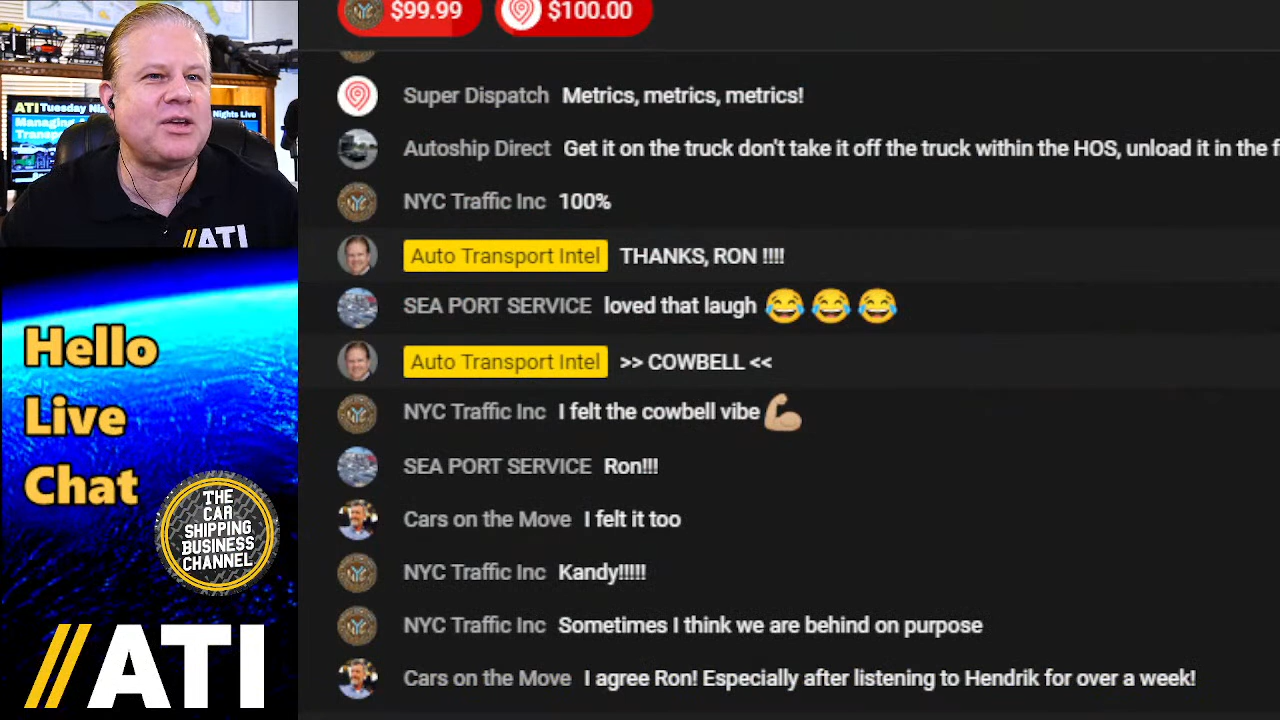 $99.99
$100.00
Super Dispatch Metrics, metrics, metrics!
Autoship Direct Get it on the truck don't take it off the truck within the HOS, unload it in the f
NYC Traffic Inc 100%
Auto Transport Intel THANKS, RON !!!!
SEA PORT SERVICE loved that laugh 😂😂😂
Auto Transport Intel >> COWBELL <<
NYC Traffic Inc I felt the cowbell vibe💪🏼
SEA PORT SERVICE Ron!!!
Cars on the Move I felt it too
NYC Traffic Inc Kandy!!!!!
NYC Traffic Inc Sometimes I think we are behind on purpose
Cars on the Move I agree Ron! Especially after listening to Hendrik for over a week!
ATI Tuesday
Nights Live
Managing
//ATI
Hello
Live
Chat
THE
CAR
SHIPPING
BUSINESS
CHANNEL
//ATI